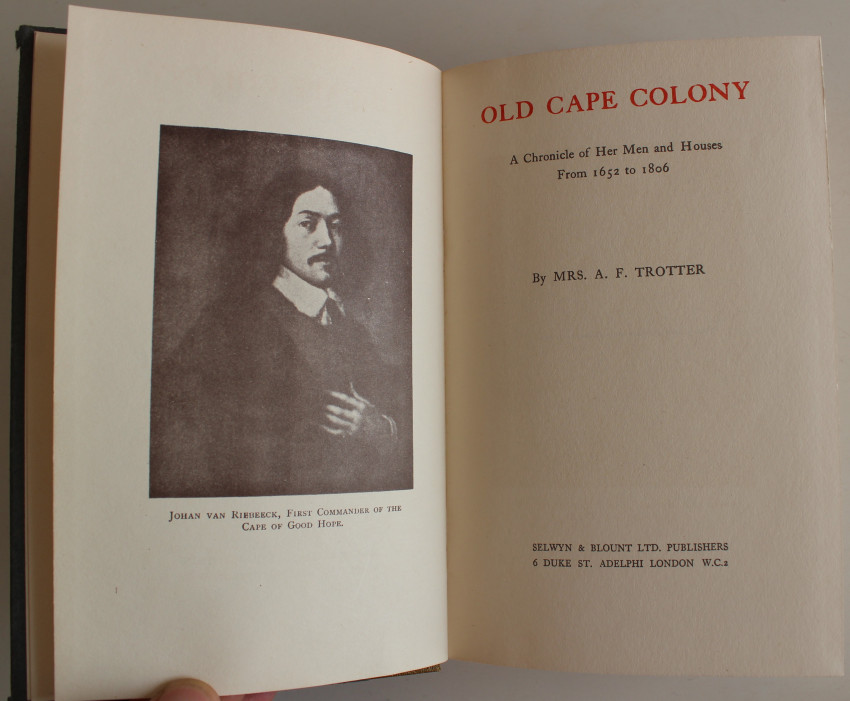 JOHAN VAN RIEBEECK, FIRST COMMANDER OF THE
CAPE OF GOOD HOPE.
OLD CAPE COLONY
A Chronicle of Her Men and Houses
From 1652 to 1806
By MRS. A. F. TROTTER
SELWYN & BLOUNT LTD. PUBLISHERS
6 DUKE ST. ADELPHI LONDON W.C.2